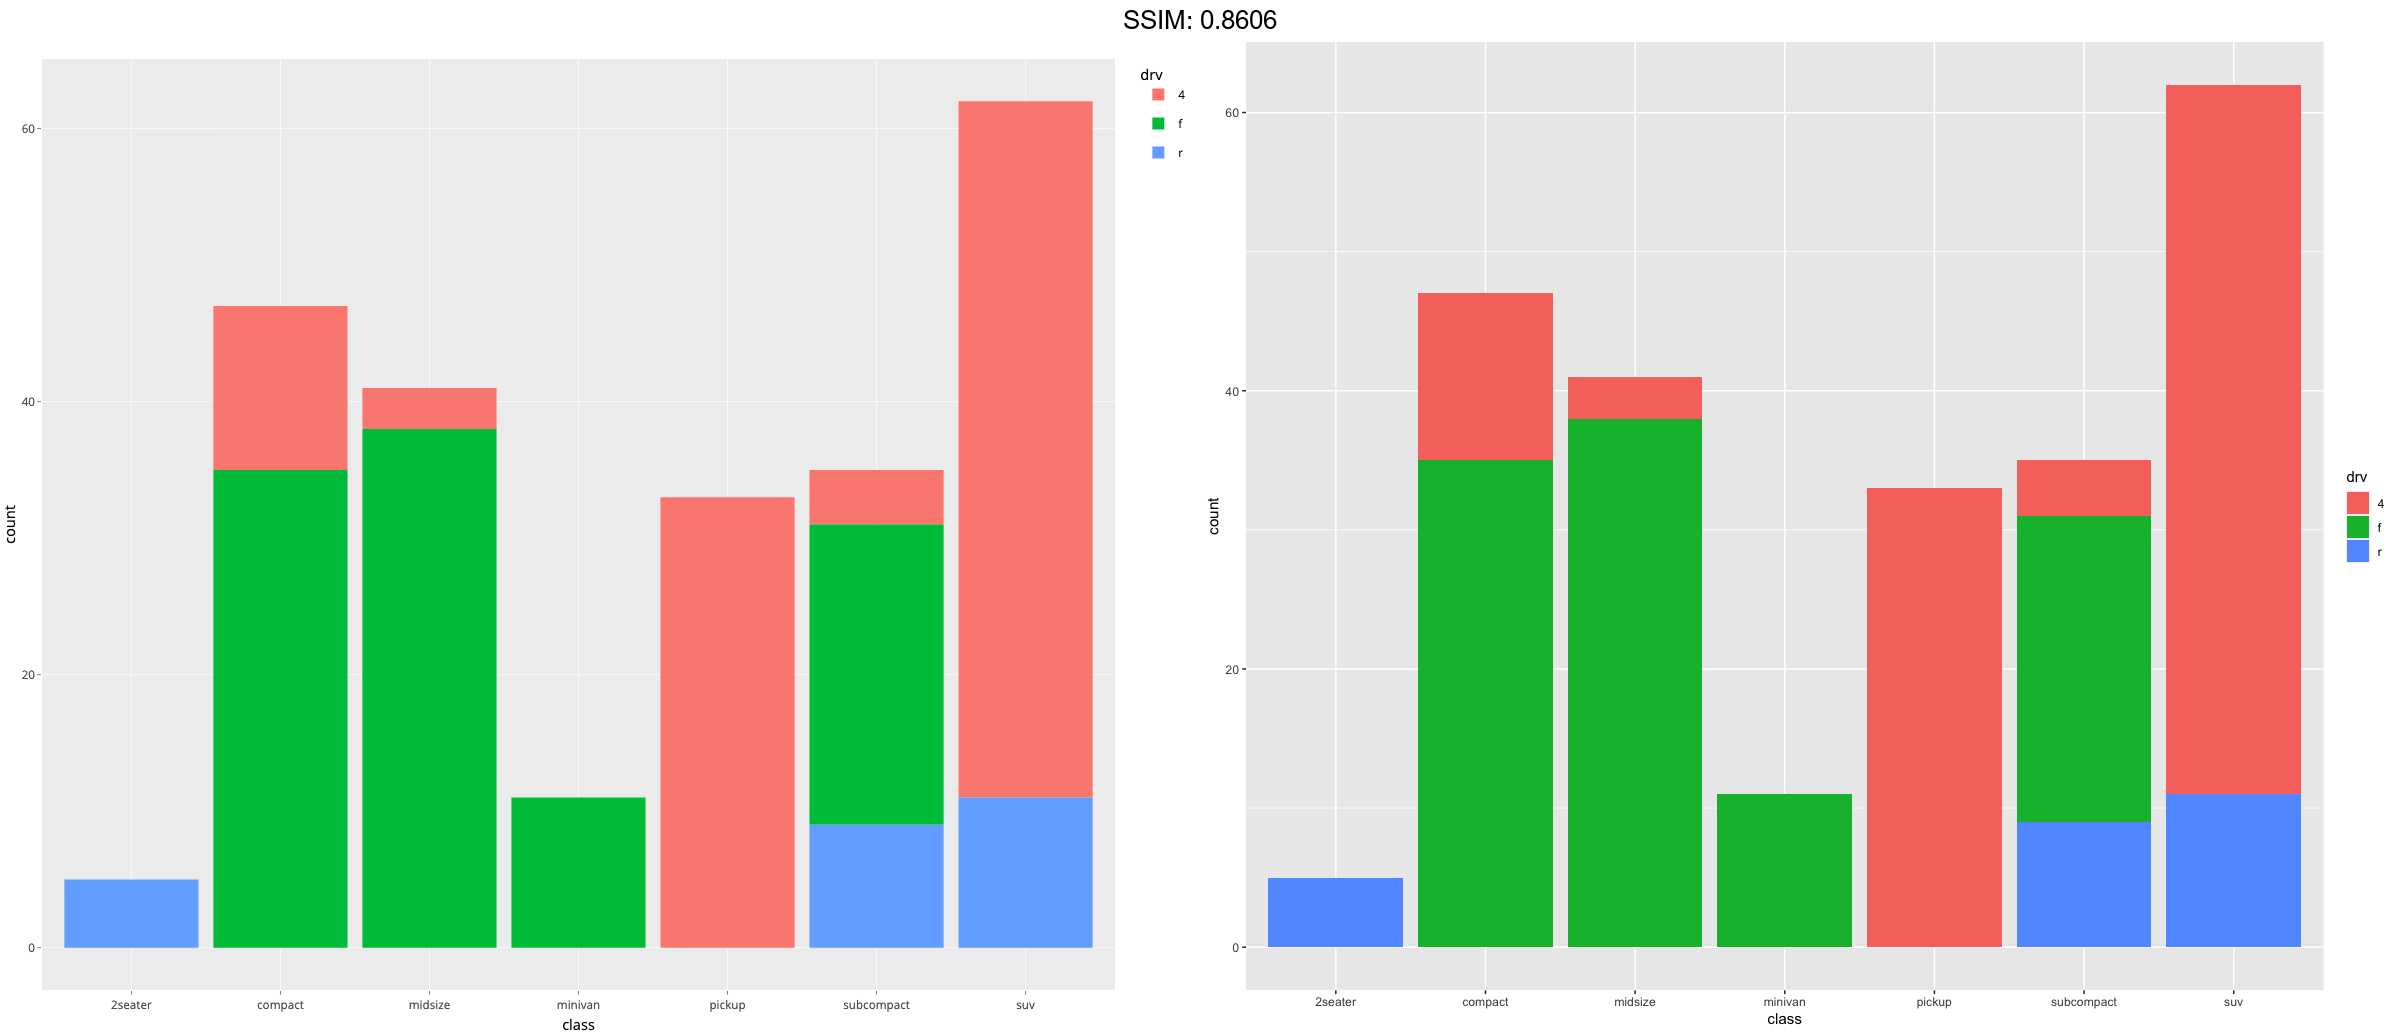 SSIM: 0.8606
60
40
20
0
count
2seater compact midsize minivan pickup subcompact suv
class
drv
4
f
r
60
40
20
0
count
2seater compact midsize minivan pickup subcompact suv
class
drv
4
f
r